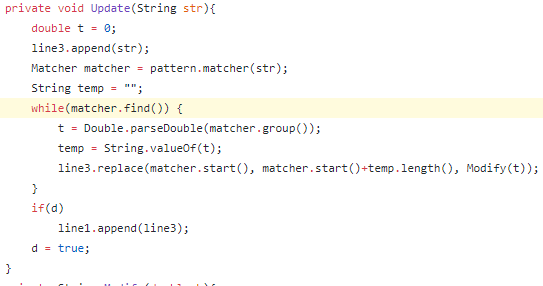 private void Update(String str){
double t = 0;
line3.append(str);
Matcher matcher = pattern.matcher(str);
String temp = "";
while(matcher.find()) {
t = Double.parseDouble(matcher.group());
temp = String.valueOf(t);
line3.replace(matcher.start(), matcher.start()+temp.length(), Modify(t));
}
if(d)
line1.append(line3);
d = true;
}